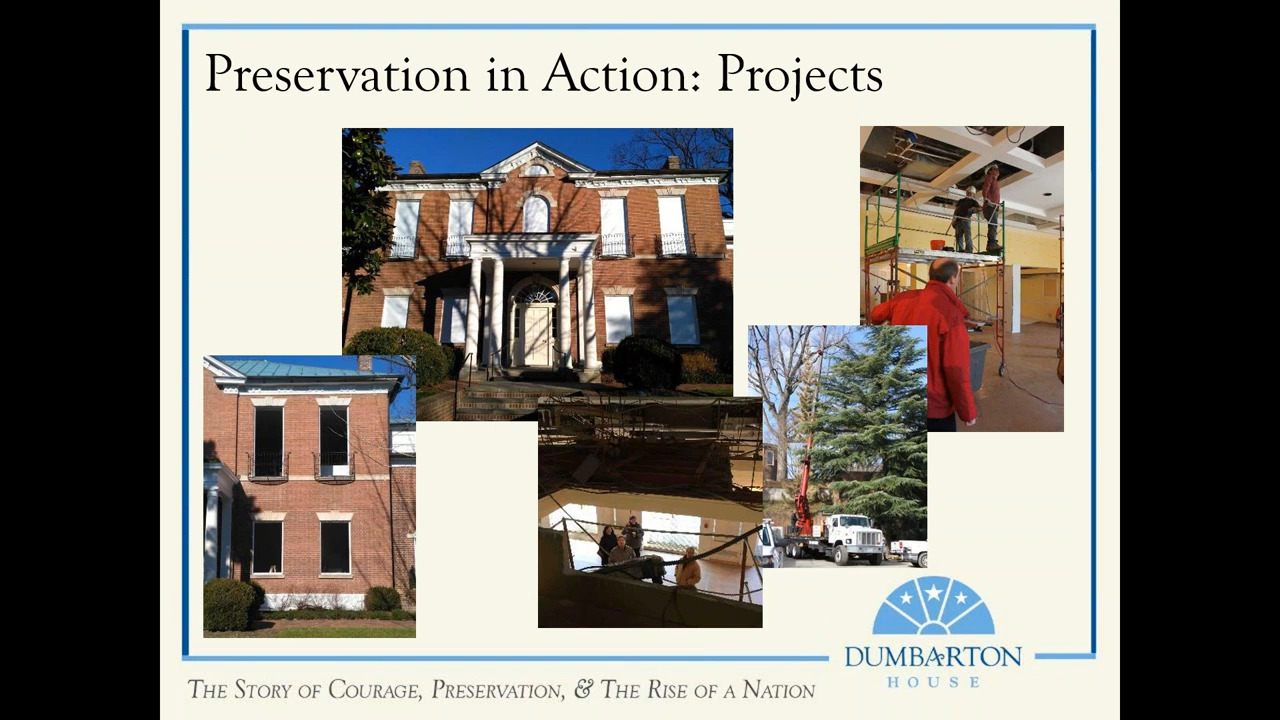 Preservation in Action: Projects
DUMBARTON
HOUSE
The Story of Courage, Preservation, & The Rise of a Nation